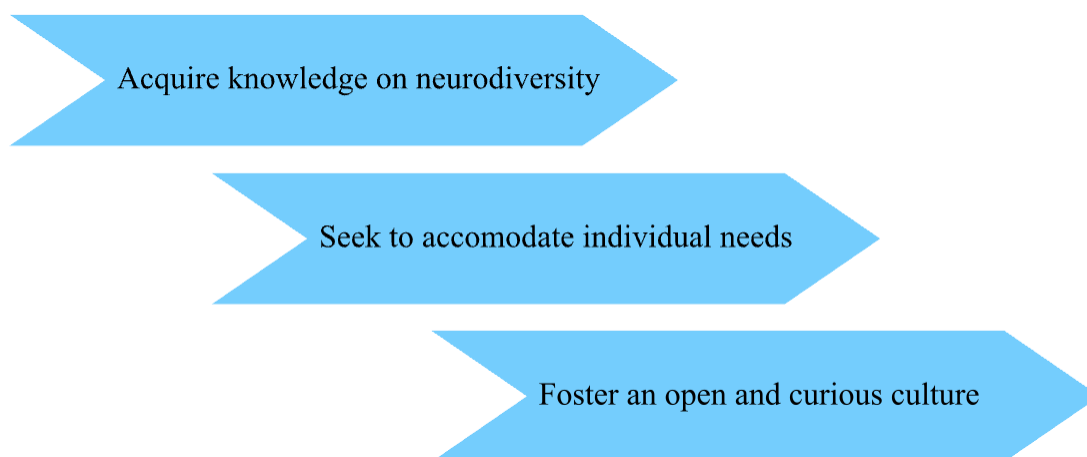 Acquire knowledge on neurodiversity
Seek to accomodate individual needs
Foster an open and curious culture